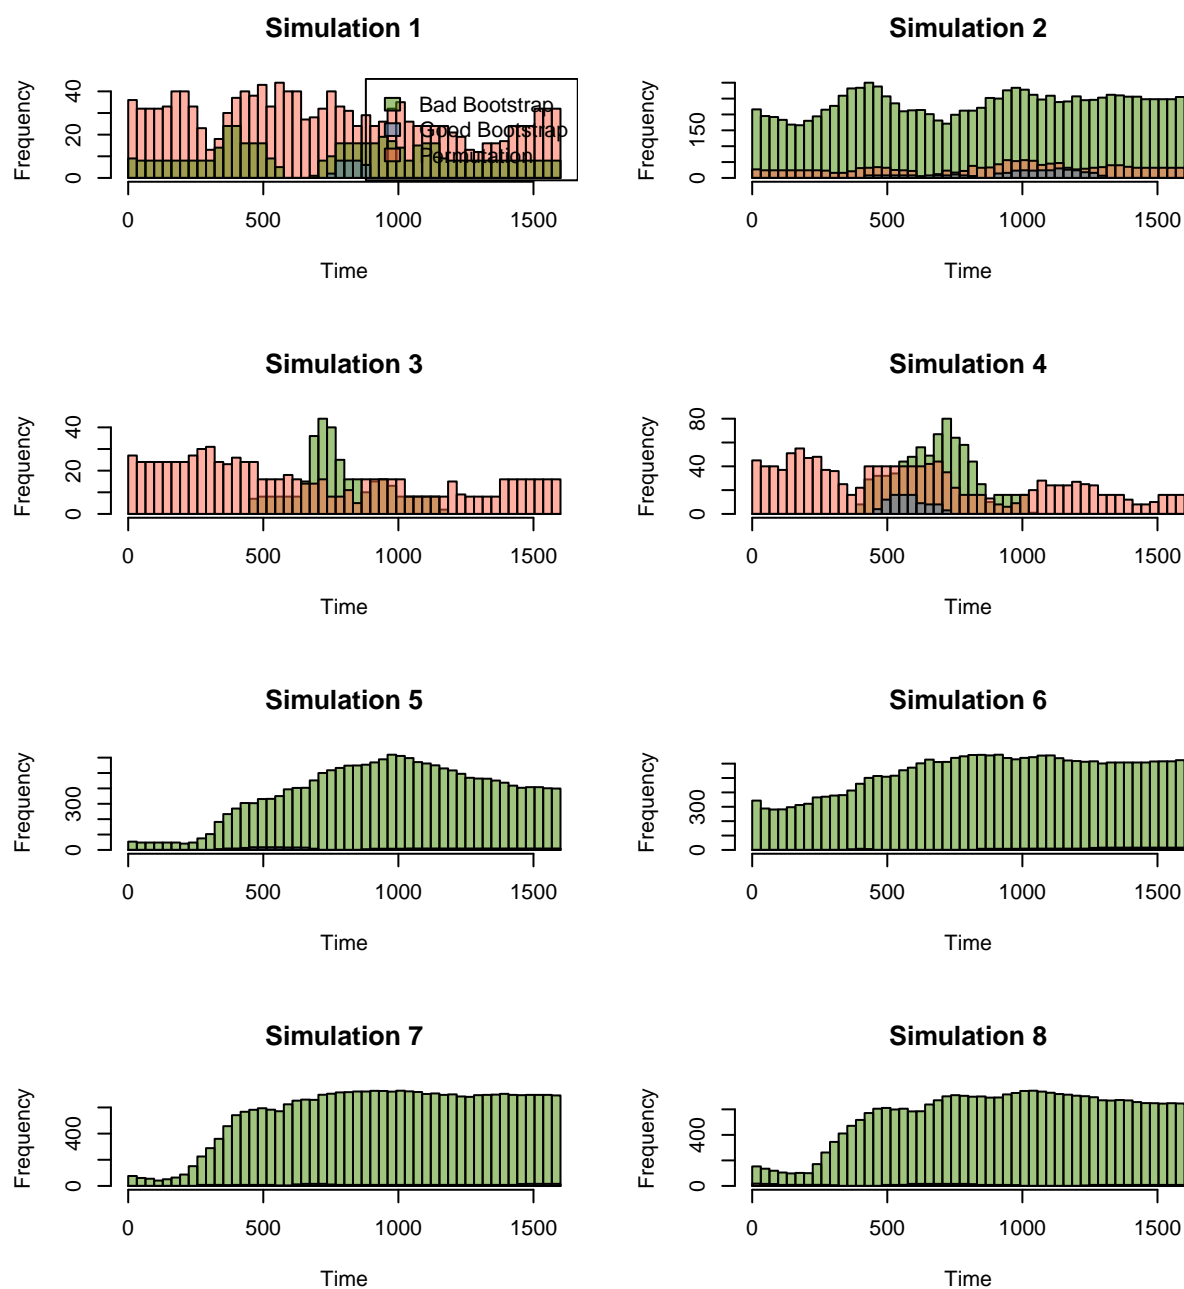 Simulation 1
Frequency
0
20
40
Bad Bootstrap
Good Bootstrap
Permutation
0 500 1000 1500
Time
Simulation 2
Frequency
0
150
0 500 1000 1500
Time
Simulation 3
Frequency
0
20
40
0 500 1000 1500
Time
Simulation 4
Frequency
0
40
80
0 500 1000 1500
Time
Simulation 5
Frequency
0
300
0 500 1000 1500
Time
Simulation 6
Frequency
0
300
0 500 1000 1500
Time
Simulation 7
Frequency
0
400
0 500 1000 1500
Time
Simulation 8
Frequency
0
400
0 500 1000 1500
Time